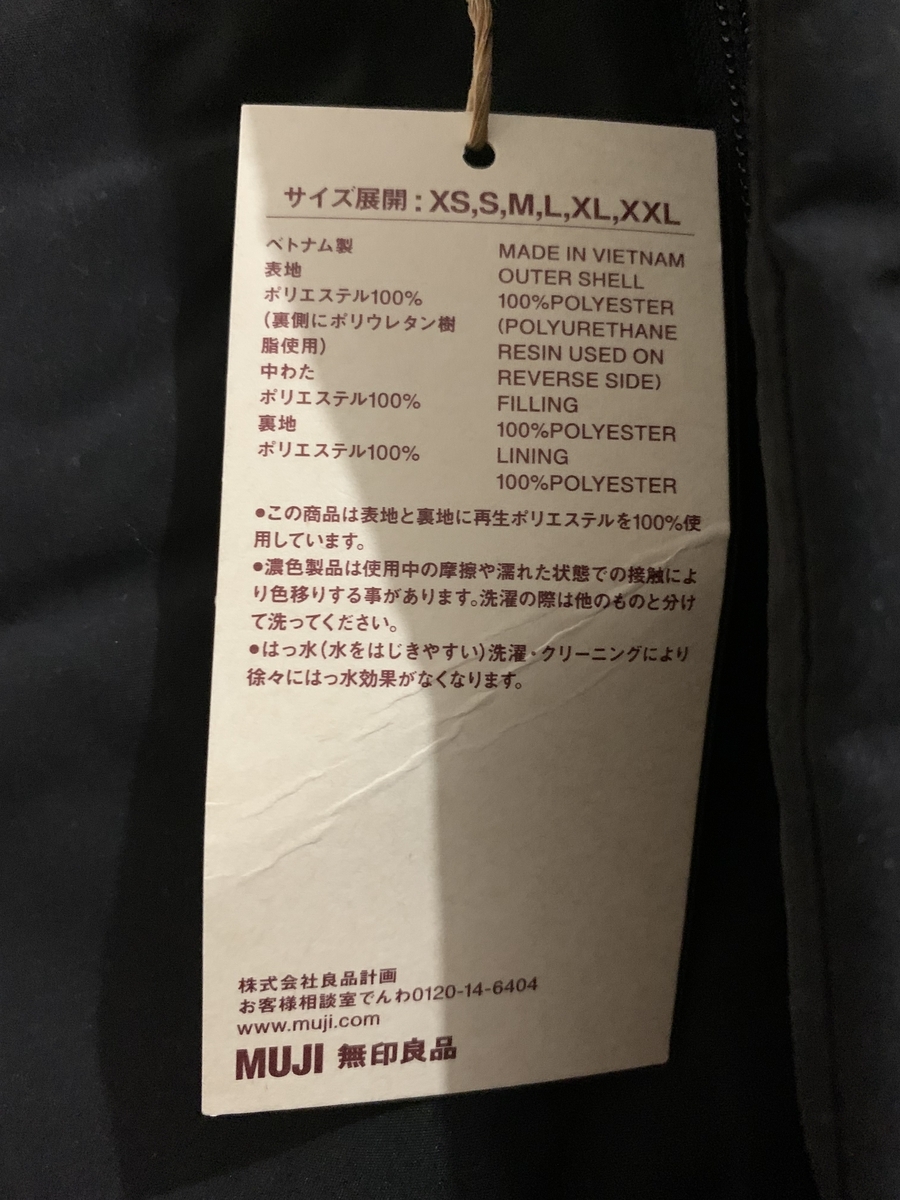 サイズ展開：XS,S,M,L,XL,XXL
ベトナム製
表地
ポリエステル100%
（裏側にポリウレタン樹
脂使用）
中わた
ポリエステル100%
裏地
ポリエステル100%
MADE IN VIETNAM
OUTER SHELL
100%POLYESTER
(POLYURETHANE
RESIN USED ON
REVERSE SIDE)
FILLING
100%POLYESTER
LINING
100%POLYESTER
●この商品は表地と裏地に再生ポリエステルを100%使
用しています。
●濃色製品は使用中の摩擦や濡れた状態での接触によ
り色移りする事があります。洗濯の際は他のものと分け
て洗ってください。
●はっ水（水をはじきやすい）洗濯・クリーニングにより
徐々にはっ水効果がなくなります。
株式会社良品計画
お客様相談室でんわ0120-14-6404
www.muji.com
MUJI 無印良品